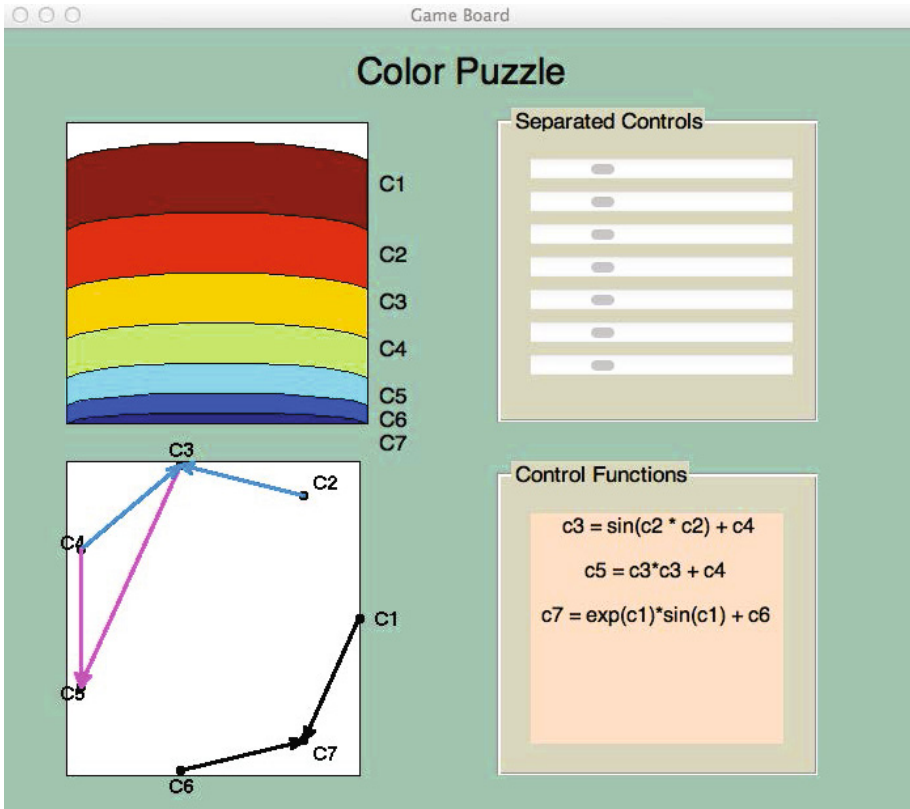 Game Board
Color Puzzle
C1
C2
C3
C4
C5
C6
C7
Separated Controls
C3
C2
C4
C1
C5
C7
C6
Control Functions
c3 = sin(c2 * c2) + c4
c5 = c3*c3 + c4
c7 = exp(c1)*sin(c1) + c6